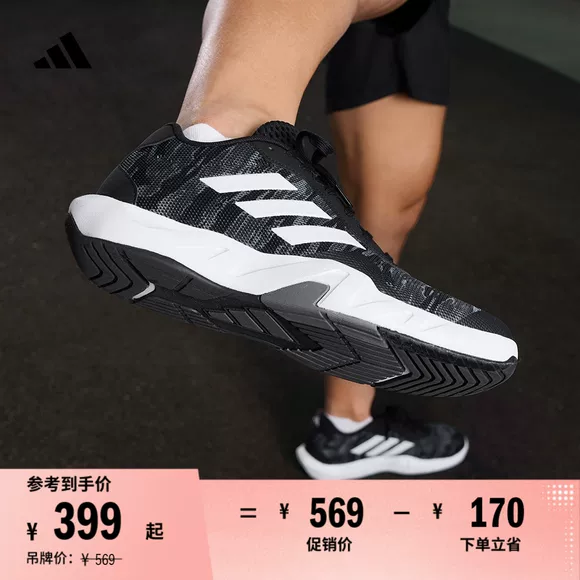 参考到手价
¥ 399 起 = ¥ 569 − ¥ 170
吊牌价: ¥ 569 促销价 下单立省